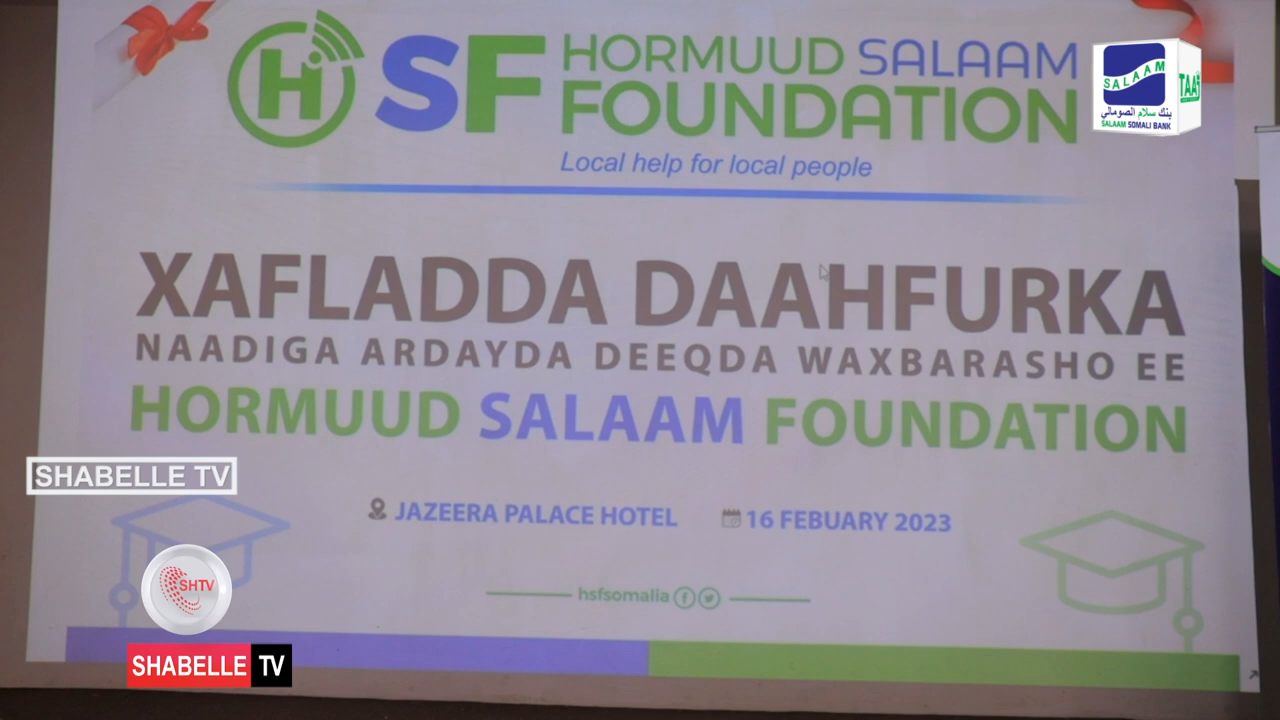 H SF HORMUUD SALAAM
FOUNDATION
Local help for local people
SALAAM
TAAJ
بنك سلام الصومالي
SALAAM SOMALI BANK
XAFLADDA DAAHFURKA
NAADIGA ARDAYDA DEEQDA WAXBARASHO EE
HORMUUD SALAAM FOUNDATION
SHABELLE TV
JAZEERA PALACE HOTEL 16 FEBUARY 2023
hsfsomalia
SHTV
SHABELLE TV